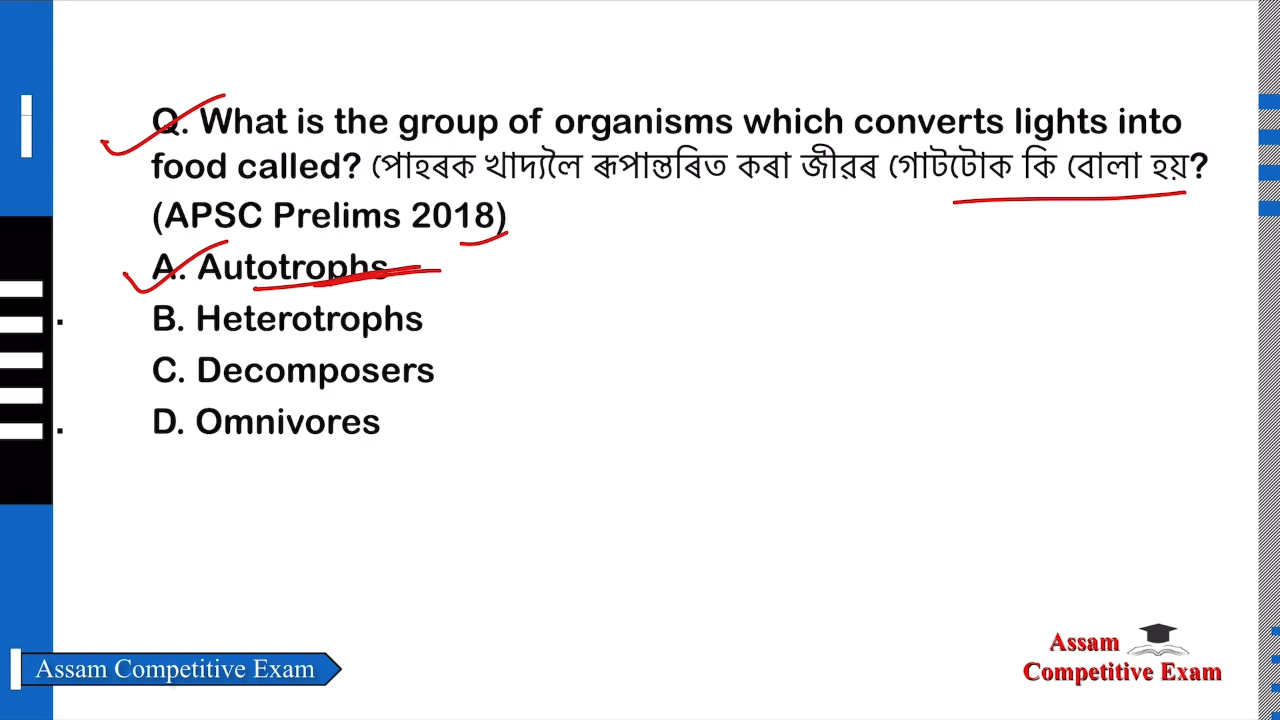 Q. What is the group of organisms which converts lights into
food called? পোহৰক খাদ্যলৈ ৰূপান্তৰিত কৰা জীৱৰ গোটটোক কি বোলা হয়?
(APSC Prelims 2018)
A. Autotrophs
B. Heterotrophs
C. Decomposers
D. Omnivores
Assam Competitive Exam
Assam
Competitive Exam